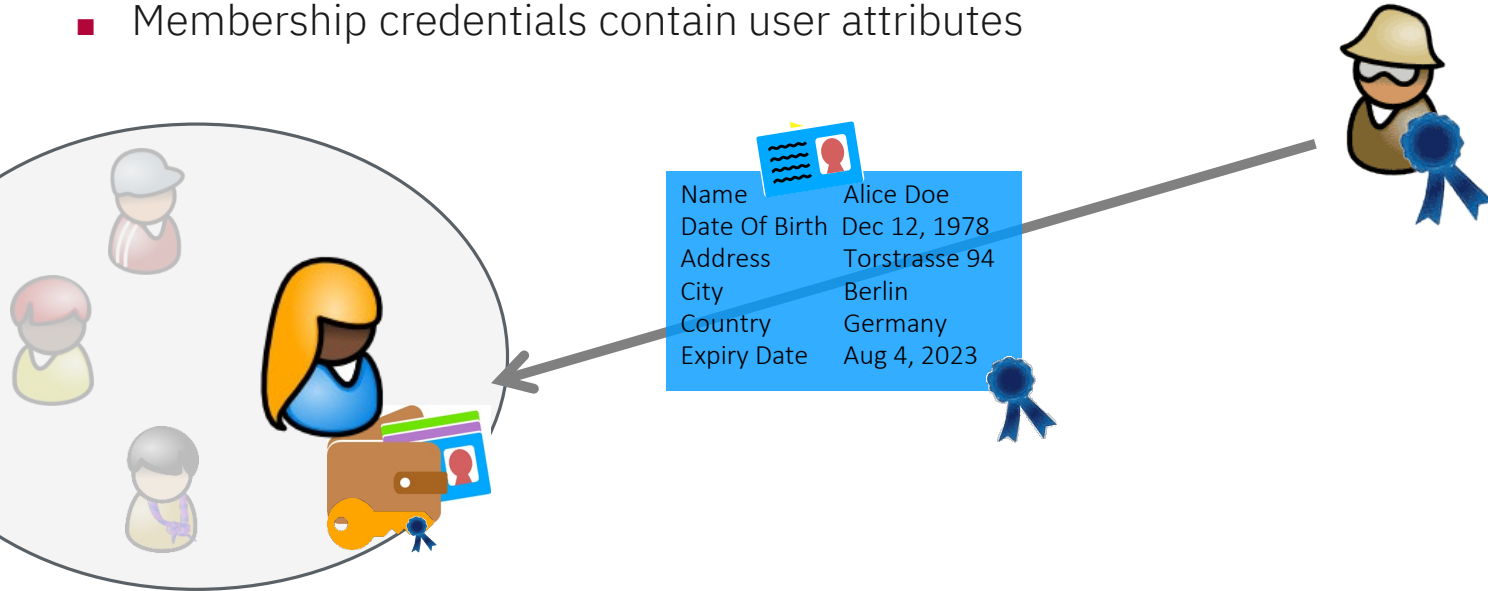 Membership credentials contain user attributes
Name Alice Doe
Date Of Birth Dec 12, 1978
Address Torstrasse 94
City Berlin
Country Germany
Expiry Date Aug 4, 2023